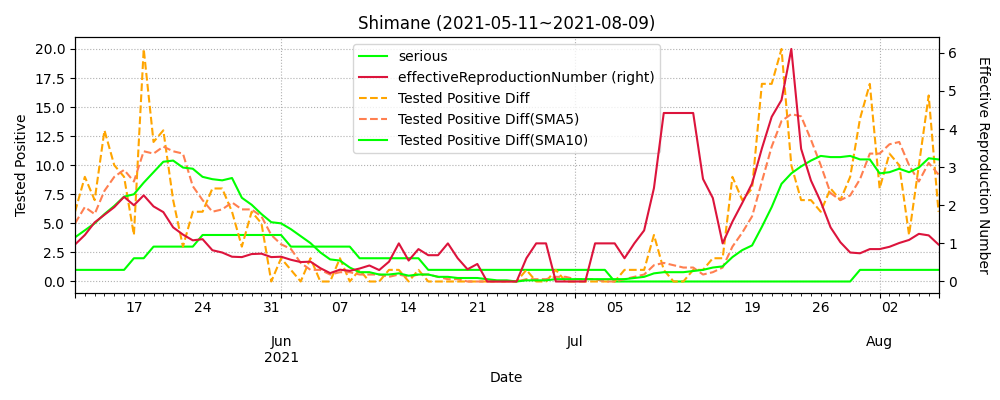 Shimane (2021-05-11~2021-08-09)
serious
effectiveReproductionNumber (right)
Tested Positive Diff
Tested Positive Diff(SMA5)
Tested Positive Diff(SMA10)
Tested Positive
20.0
17.5
15.0
12.5
10.0
7.5
5.0
2.5
0.0
Effective Reproduction Number
6
5
4
3
2
1
0
17 24 31 07 14 21 28 05 12 19 26 02
Jun Jul Aug
2021
Date